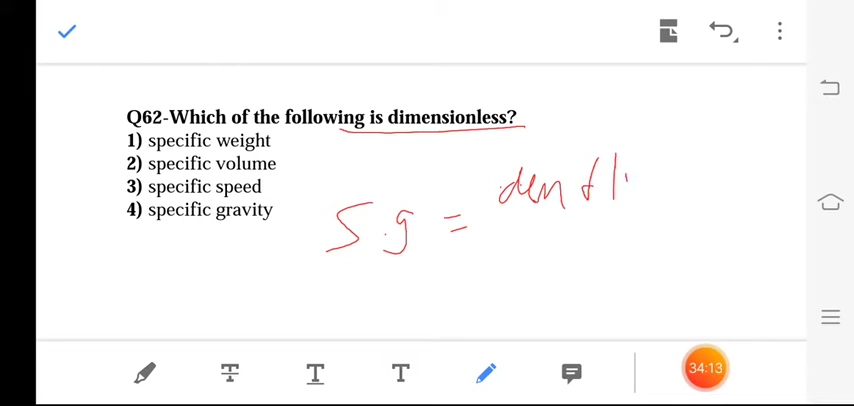 Q62-Which of the following is dimensionless?
1) specific weight
2) specific volume
3) specific speed
4) specific gravity
S.g =
T
T
T
34:13